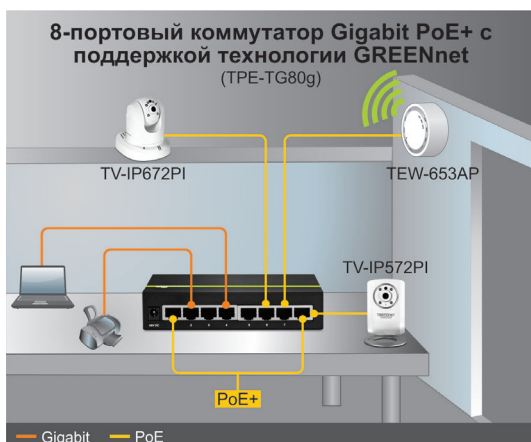 8-портовый коммутатор Gigabit PoE+ с
поддержкой технологии GREENnet
(TPE-TG80g)
TV-IP672PI
TEW-653AP
TV-IP572PI
PoE+
Gigabit
PoE